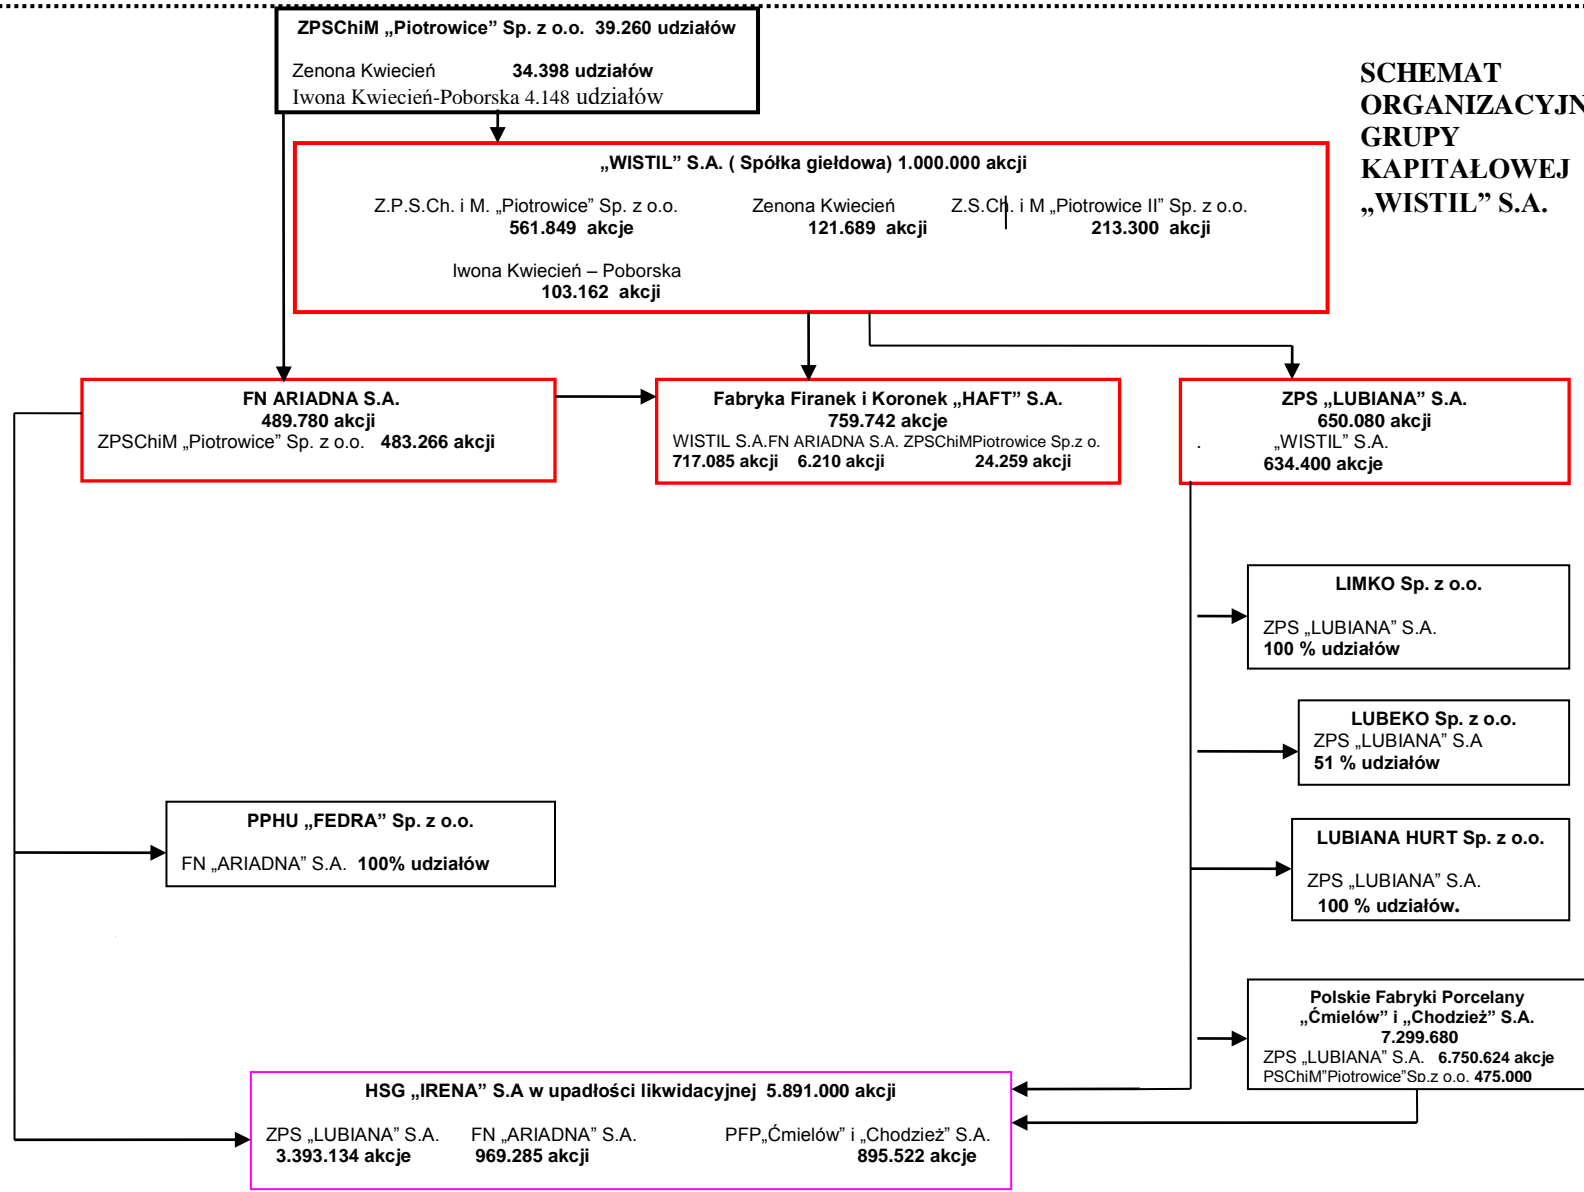 ZPSChiM „Piotrowice” Sp. z o.o. 39.260 udziałów
Zenona Kwiecień 34.398 udziałów
Iwona Kwiecień-Poborska 4.148 udziałów
SCHEMAT
ORGANIZACYJN
GRUPY
KAPITAŁOWEJ
„WISTIL” S.A.
„WISTIL” S.A. ( Spółka giełdowa) 1.000.000 akcji
Z.P.S.Ch. i M. „Piotrowice” Sp. z o.o. Zenona Kwiecień Z.S.Ch. i M „Piotrowice II” Sp. z o.o.
561.849 akcje 121.689 akcji 213.300 akcji
Iwona Kwiecień – Poborska
103.162 akcji
FN ARIADNA S.A.
489.780 akcji
ZPSChiM „Piotrowice” Sp. z o.o. 483.266 akcji
Fabryka Firanek i Koronek „HAFT” S.A.
759.742 akcje
WISTIL S.A.FN ARIADNA S.A. ZPSChiMPiotrowice Sp.z o.
717.085 akcji 6.210 akcji 24.259 akcji
ZPS „LUBIANA” S.A.
650.080 akcji
. „WISTIL” S.A.
634.400 akcje
LIMKO Sp. z o.o.
ZPS „LUBIANA” S.A.
100 % udziałów
LUBEKO Sp. z o.o.
ZPS „LUBIANA” S.A
51 % udziałów
PPHU „FEDRA” Sp. z o.o.
FN „ARIADNA” S.A. 100% udziałów
LUBIANA HURT Sp. z o.o.
ZPS „LUBIANA” S.A.
100 % udziałów.
Polskie Fabryki Porcelany
„Ćmielów” i „Chodzież” S.A.
7.299.680
ZPS „LUBIANA” S.A. 6.750.624 akcje
PSChiM”Piotrowice”Sp.z o.o. 475.000
HSG „IRENA” S.A w upadłości likwidacyjnej 5.891.000 akcji
ZPS „LUBIANA” S.A. FN „ARIADNA” S.A. PFP„Ćmielów” i „Chodzież” S.A.
3.393.134 akcje 969.285 akcji 895.522 akcje